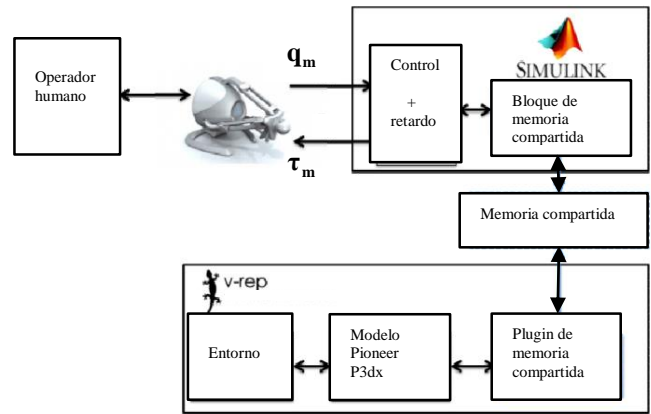 Operador
humano
q_m
τ_m
Control
+
retardo
SIMULINK
Bloque de
memoria
compartida
Memoria compartida
v-rep
Entorno
Modelo
Pioneer
P3dx
Plugin de
memoria
compartida